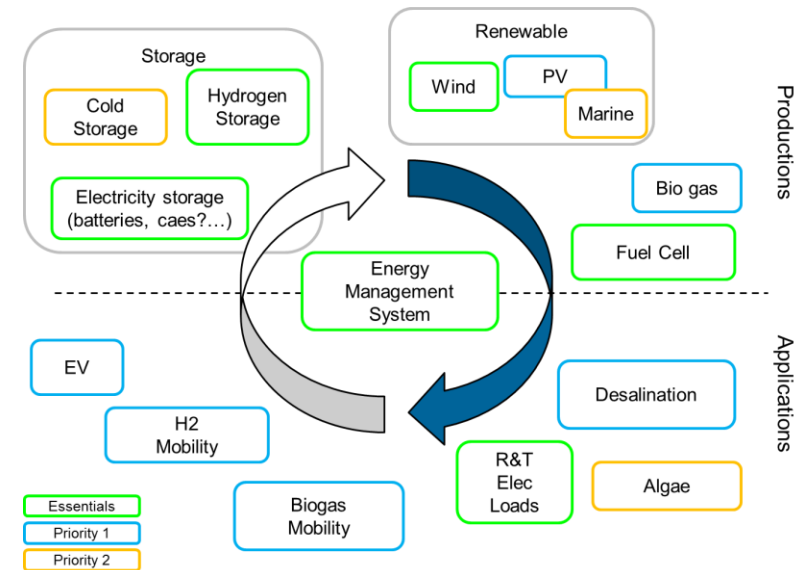 Storage
Cold
Storage
Hydrogen
Storage
Electricity storage
(batteries, caes?…)
Renewable
Wind
PV
Marine
Productions
Bio gas
Fuel Cell
Energy
Management
System
Applications
EV
H2
Mobility
Biogas
Mobility
R&T
Elec
Loads
Desalination
Algae
Essentials
Priority 1
Priority 2